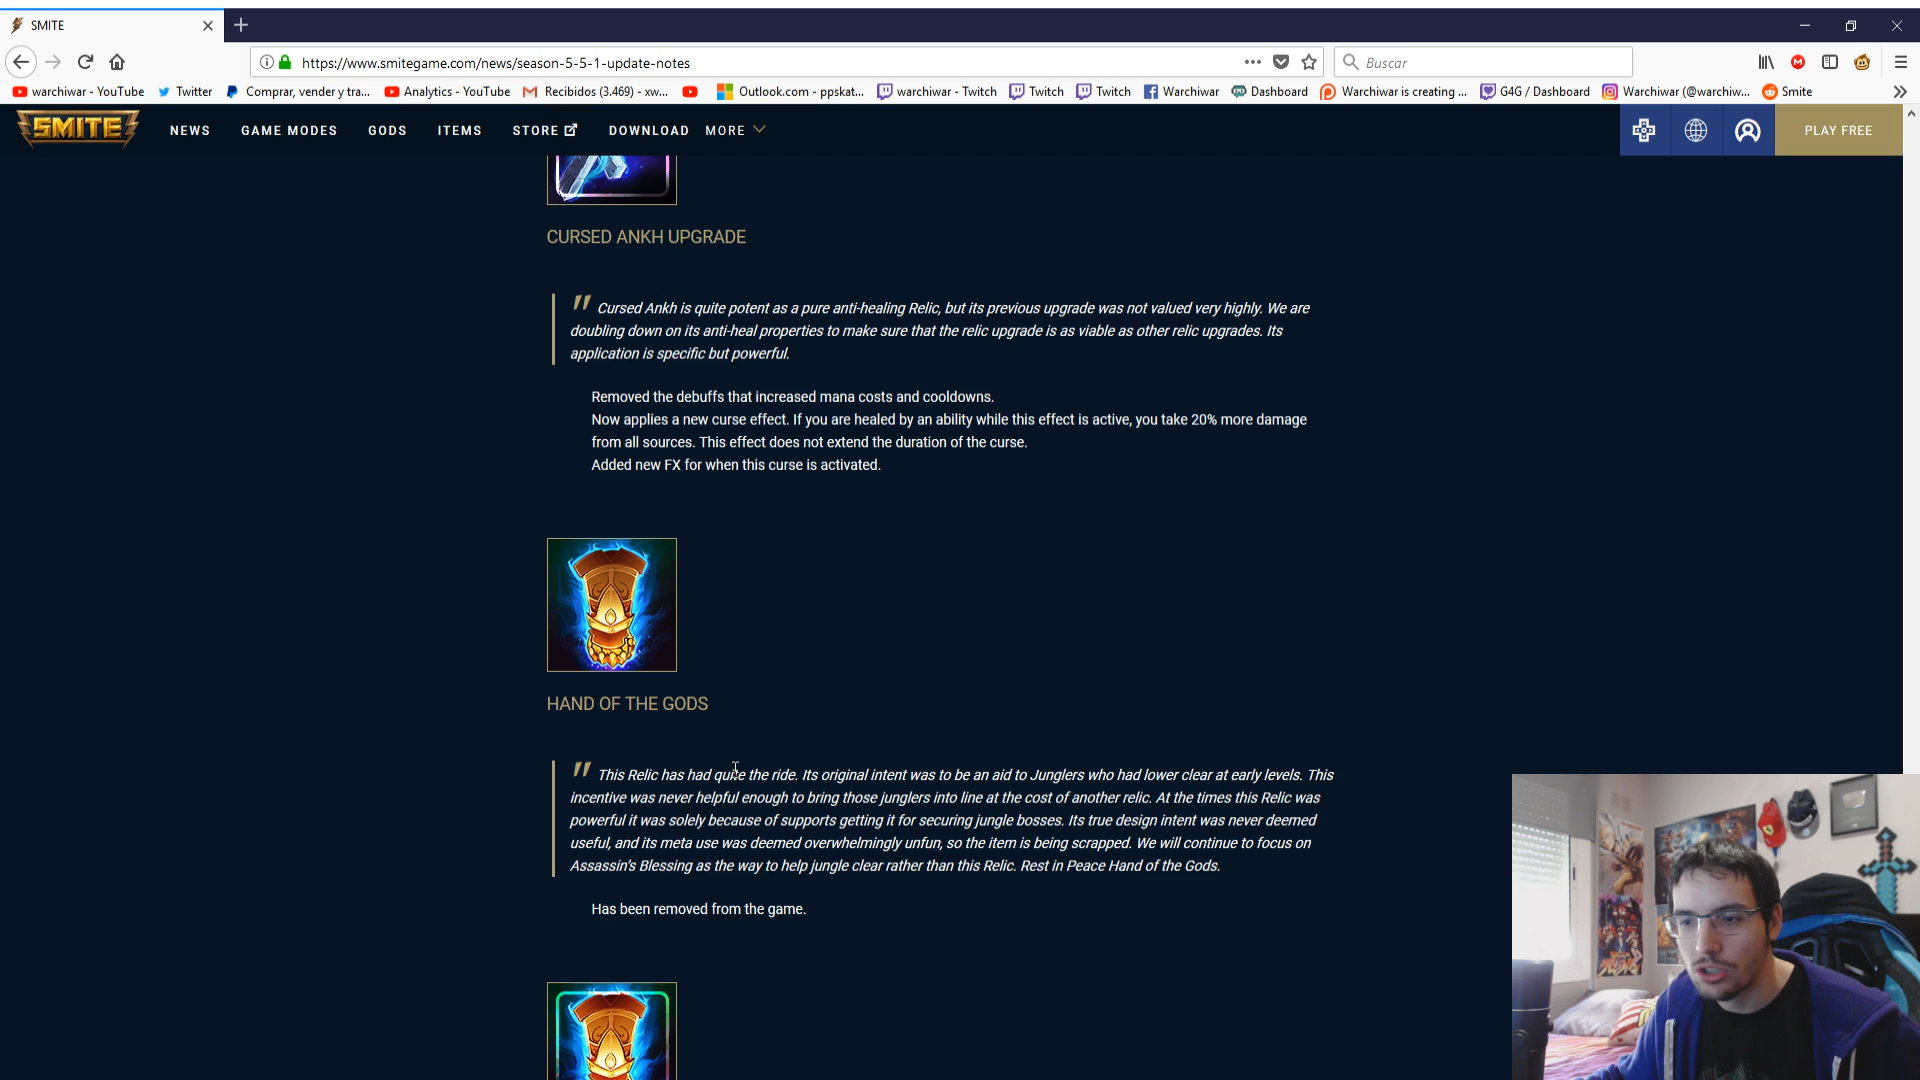 SMITE
https://www.smitegame.com/news/season-5-5-1-update-notes
Buscar
warchiwar - YouTube
Twitter
Comprar, vender y tra...
Analytics - YouTube
Recibidos (3.469) - xw...
Outlook.com - ppskat...
warchiwar - Twitch
Twitch
Twitch
Warchiwar
Dashboard
Warchiwar is creating ...
G4G / Dashboard
Warchiwar (@warchiw...
Smite
SMITE
NEWS
GAME MODES
GODS
ITEMS
STORE
DOWNLOAD
MORE
PLAY FREE
CURSED ANKH UPGRADE
" Cursed Ankh is quite potent as a pure anti-healing Relic, but its previous upgrade was not valued very highly. We are
doubling down on its anti-heal properties to make sure that the relic upgrade is as viable as other relic upgrades. Its
application is specific but powerful.
Removed the debuffs that increased mana costs and cooldowns.
Now applies a new curse effect. If you are healed by an ability while this effect is active, you take 20% more damage
from all sources. This effect does not extend the duration of the curse.
Added new FX for when this curse is activated.
HAND OF THE GODS
" This Relic has had quite the ride. Its original intent was to be an aid to Junglers who had lower clear at early levels. This
incentive was never helpful enough to bring those junglers into line at the cost of another relic. At the times this Relic was
powerful it was solely because of supports getting it for securing jungle bosses. Its true design intent was never deemed
useful, and its meta use was deemed overwhelmingly unfun, so the item is being scrapped. We will continue to focus on
Assassin's Blessing as the way to help jungle clear rather than this Relic. Rest in Peace Hand of the Gods.
Has been removed from the game.